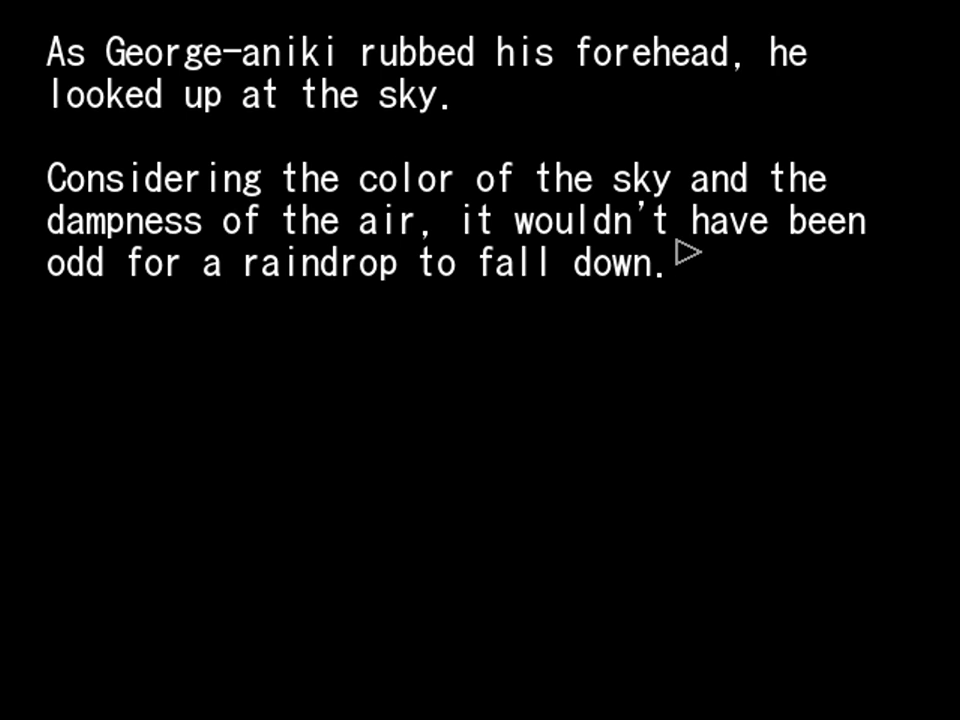 As George-aniki rubbed his forehead, he
looked up at the sky.
Considering the color of the sky and the
dampness of the air, it wouldn't have been
odd for a raindrop to fall down.